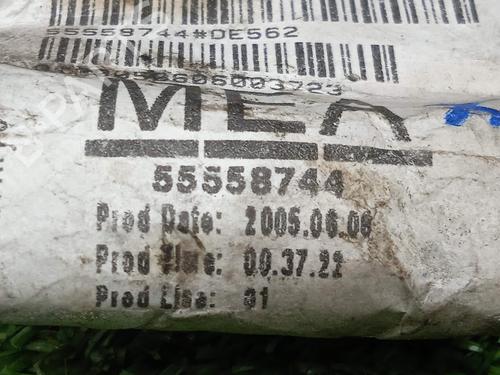 55558744#DE562
MEA
55558744
Prod Date: 2005.06.06
Prod Time: 00.37.22
Prod Line: 01